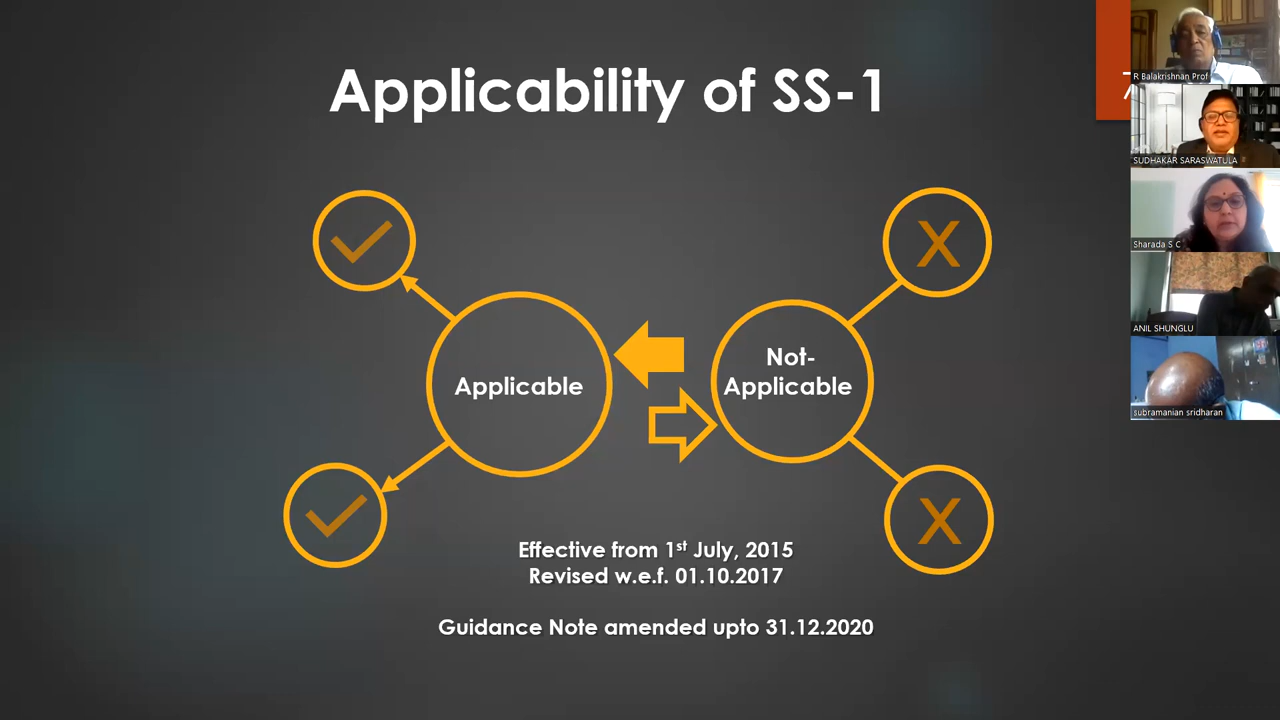 Applicability of SS-1
7
X
Applicable
Not-
Applicable
X
Effective from 1st July, 2015
Revised w.e.f. 01.10.2017
Guidance Note amended upto 31.12.2020
R Balakrishnan Prof
SUDHAKAR SARASWATULA
Sharada S C
ANIL SHUNGLU
subramanian sridharan